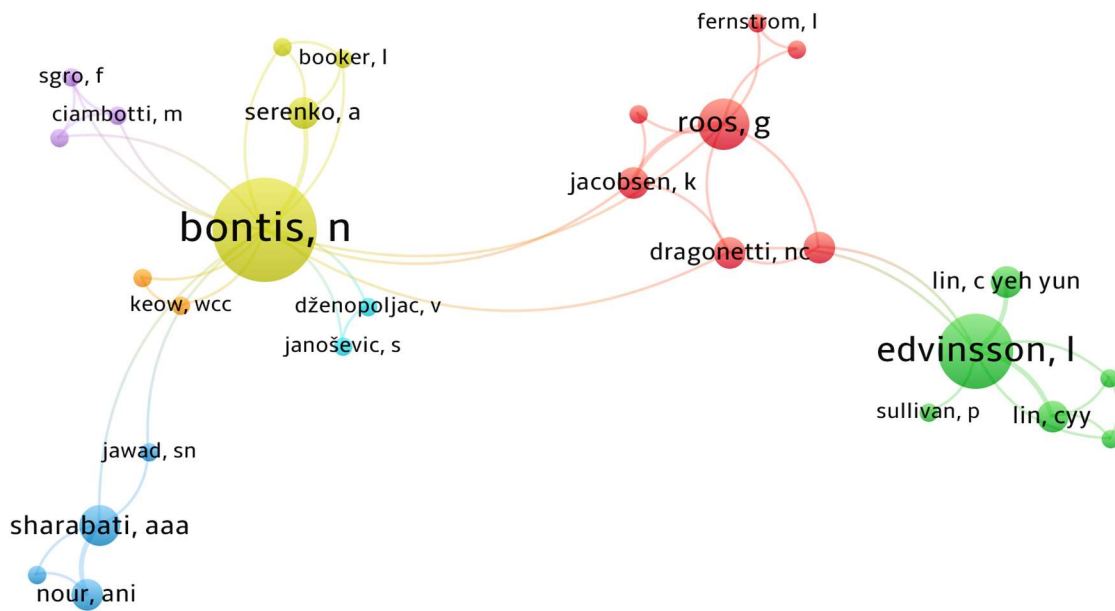 fernstrom, l
booker, l
sgro, f
ciambotti, m
serenko, a
roos, g
jacobsen, k
bontis, n
dragonetti, nc
lin, c yeh yun
keow, wcc
dženopoljac, v
janoševic, s
edvinsson, l
sullivan, p
lin, cyy
jawad, sn
sharabati, aaa
nour, ani